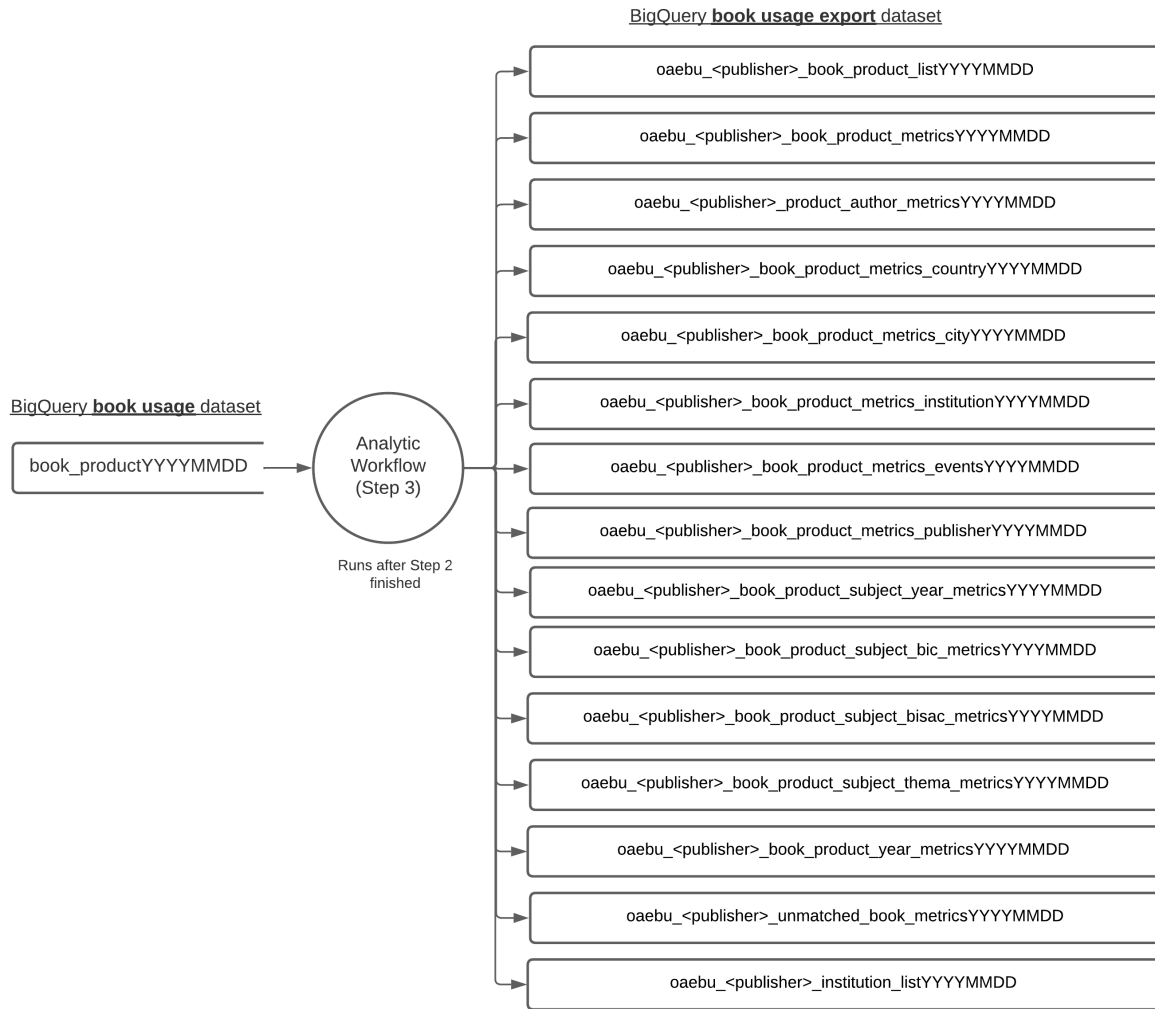 BigQuery book usage export dataset
oaebu_<publisher>_book_product_listYYYYMMDD
oaebu_<publisher>_book_product_metricsYYYYMMDD
oaebu_<publisher>_product_author_metricsYYYYMMDD
oaebu_<publisher>_book_product_metrics_countryYYYYMMDD
oaebu_<publisher>_book_product_metrics_cityYYYYMMDD
BigQuery book usage dataset
book_productYYYYMMDD
Analytic
Workflow
(Step 3)
Runs after Step 2
finished
oaebu_<publisher>_book_product_metrics_institutionYYYYMMDD
oaebu_<publisher>_book_product_metrics_eventsYYYYMMDD
oaebu_<publisher>_book_product_metrics_publisherYYYYMMDD
oaebu_<publisher>_book_product_subject_year_metricsYYYYMMDD
oaebu_<publisher>_book_product_subject_bic_metricsYYYYMMDD
oaebu_<publisher>_book_product_subject_bisac_metricsYYYYMMDD
oaebu_<publisher>_book_product_subject_thema_metricsYYYYMMDD
oaebu_<publisher>_book_product_year_metricsYYYYMMDD
oaebu_<publisher>_unmatched_book_metricsYYYYMMDD
oaebu_<publisher>_institution_listYYYYMMDD